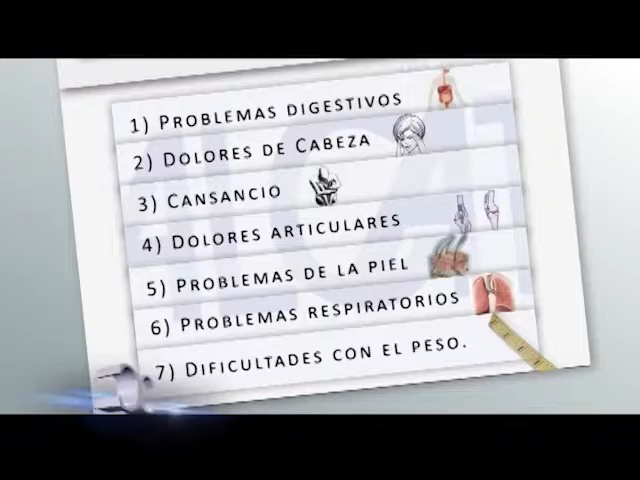 1) PROBLEMAS DIGESTIVOS
2) DOLORES DE CABEZA
3) CANSANCIO
4) DOLORES ARTICULARES
5) PROBLEMAS DE LA PIEL
6) PROBLEMAS RESPIRATORIOS
7) DIFICULTADES CON EL PESO.